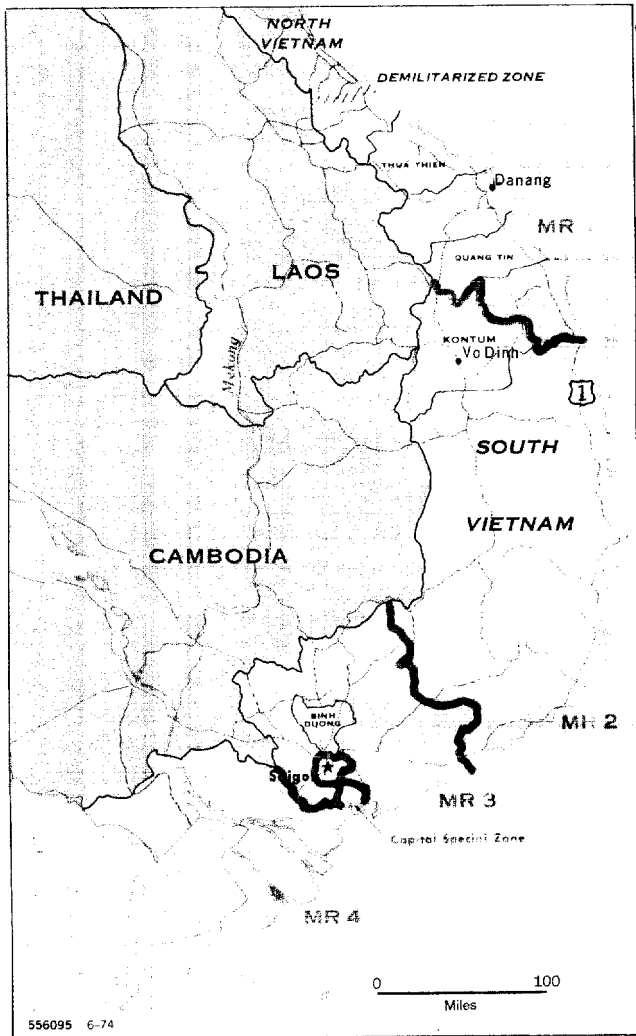 NORTH
VIETNAM
DEMILITARIZED ZONE
THUA THIEN
Danang
MR
QUANG TIN
LAOS
THAILAND
Mekong
KONTUM
Vo Dinh
1
SOUTH
VIETNAM
CAMBODIA
BINH
DUONG
MR 2
Saigon
MR 3
Capital Special Zone
MR 4
0 100
Miles
556095 6-74